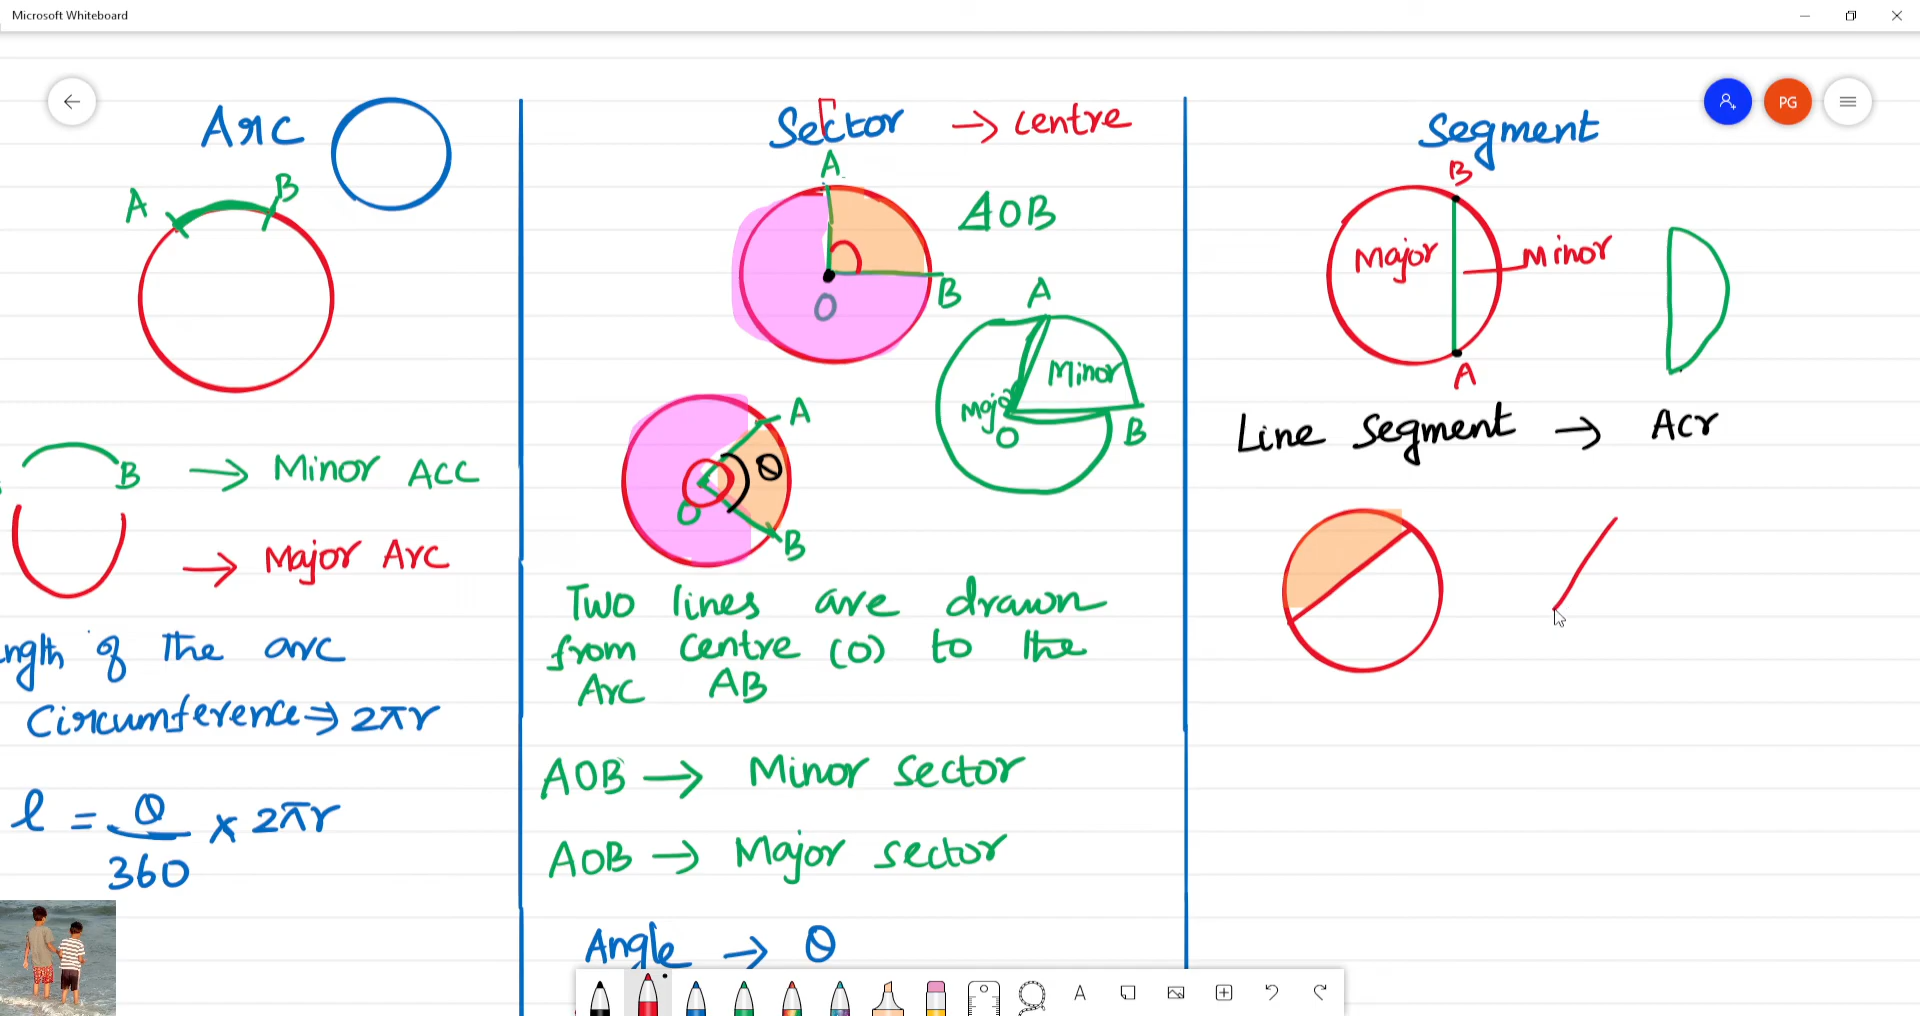 Microsoft Whiteboard
PG
Arc
A
B
B → Minor Acc
→ Major Arc
ngth of the arc
Circumference ⇒ 2πr
l = θ/360 × 2πr
Sector → centre
A
AOB
O
B
A
Minor
Major
O
B
A
θ
O
B
Two lines are drawn
from centre (O) to the
Arc AB
AOB → Minor sector
AOB → Major sector
Angle → θ
Segment
B
Major
Minor
A
Line segment → Acr
A